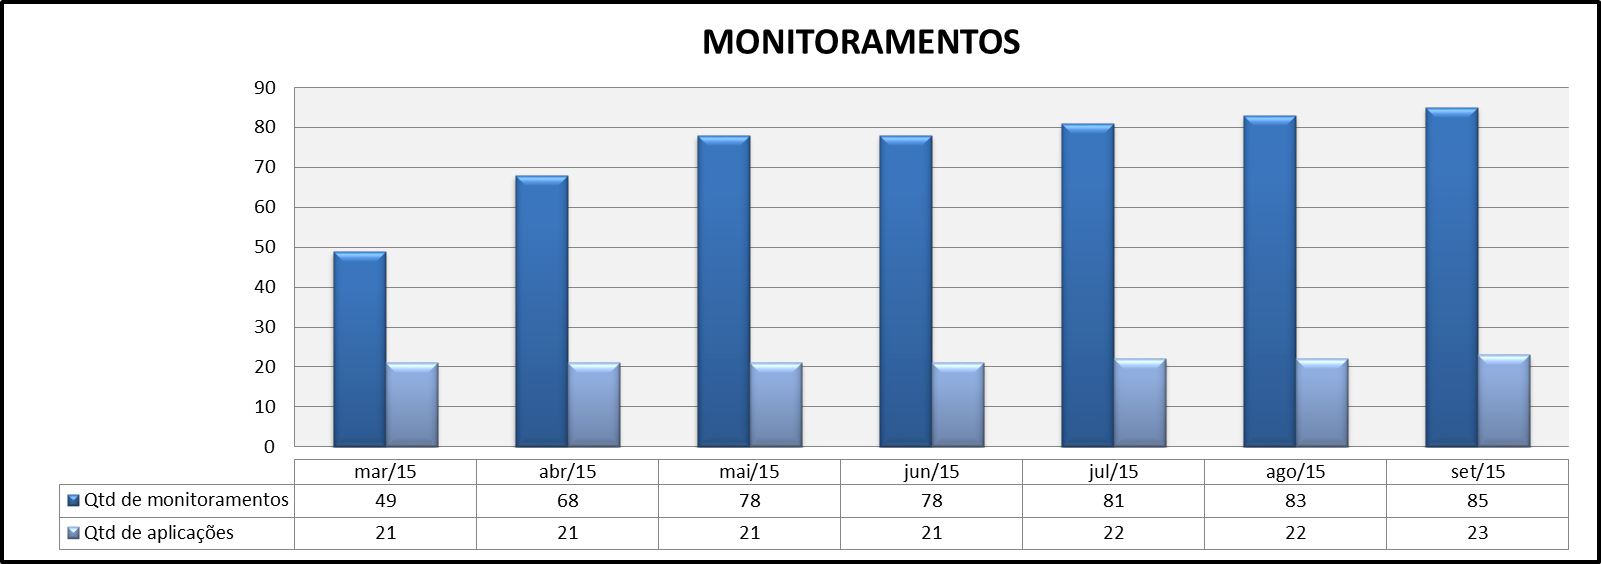 MONITORAMENTOS
90
80
70
60
50
40
30
20
10
0
mar/15 abr/15 mai/15 jun/15 jul/15 ago/15 set/15
Qtd de monitoramentos 49 68 78 78 81 83 85
Qtd de aplicações 21 21 21 21 22 22 23